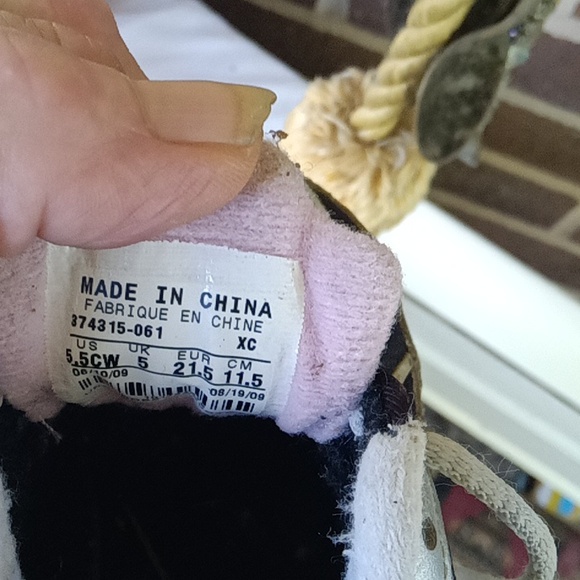 MADE IN CHINA
FABRIQUE EN CHINE
374315-061 XC
US UK EUR CM
5.5CW 5 21.5 11.5
08/10/09 08/19/09